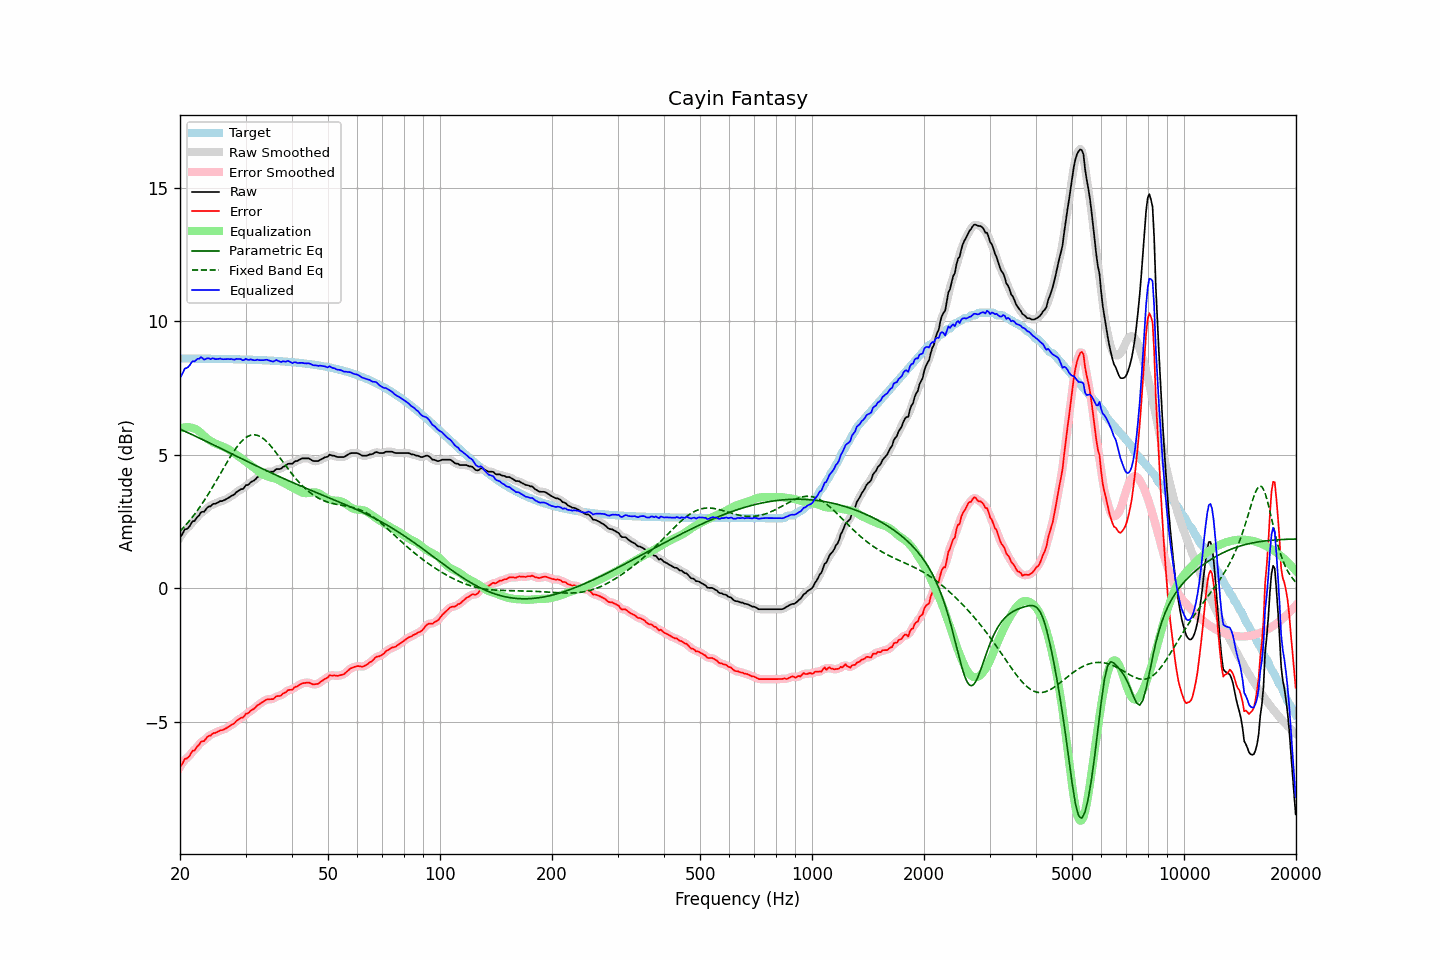 Cayin Fantasy
Target
Raw Smoothed
Error Smoothed
Raw
Error
Equalization
Parametric Eq
Fixed Band Eq
Equalized
Amplitude (dBr)
15
10
5
0
−5
20 50 100 200 500 1000 2000 5000 10000 20000
Frequency (Hz)